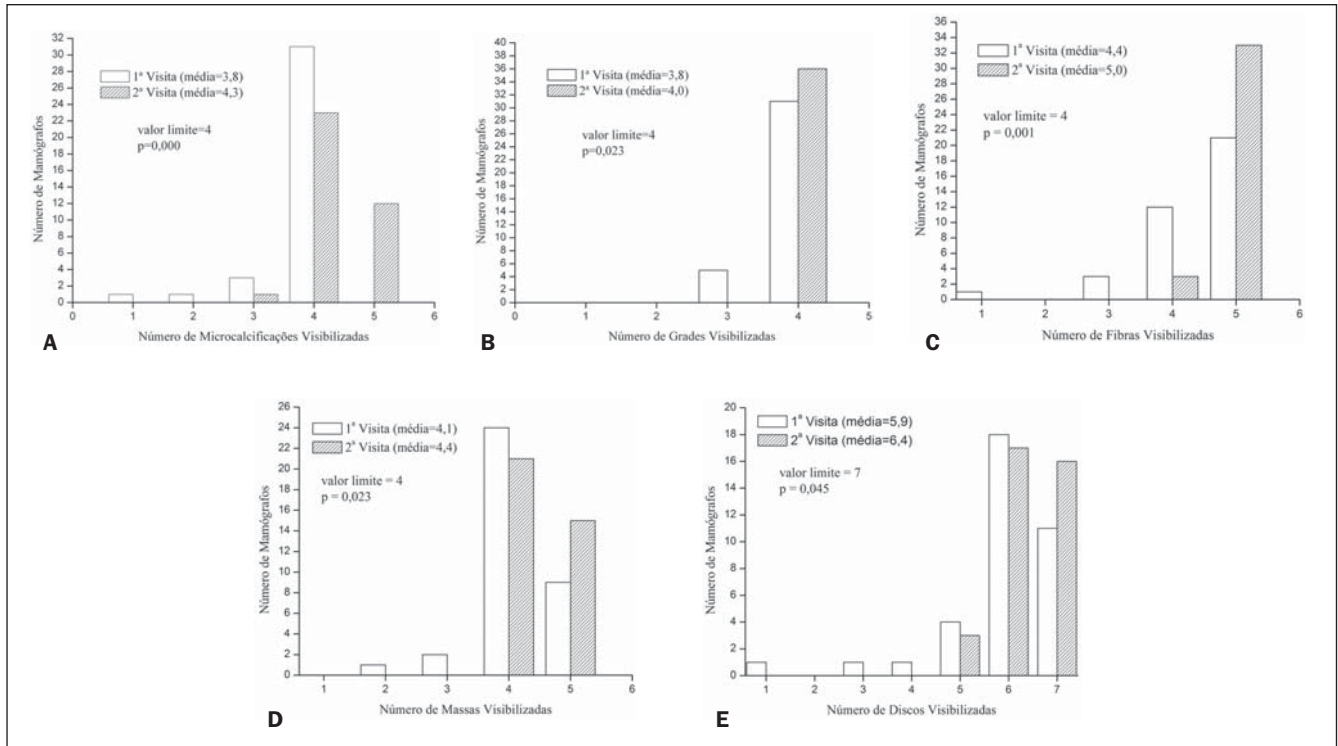 1ª Visita (média=3,8)
2ª Visita (média=4,3)
valor limite=4
p=0,000
Número de Mamógrafos
32
30
28
26
24
22
20
18
16
14
12
10
8
6
4
2
0
0 1 2 3 4 5 6
Número de Microcalcificações Visibilizadas
A
1ª Visita (média=3,8)
2ª Visita (média=4,0)
valor limite=4
p=0,023
Número de Mamógrafos
40
38
36
34
32
30
28
26
24
22
20
18
16
14
12
10
8
6
4
2
0
0 1 2 3 4 5
Número de Grades Visibilizadas
B
1ª Visita (média=4,4)
2ª Visita (média=5,0)
valor limite = 4
p = 0,001
Número de Mamógrafos
36
34
32
30
28
26
24
22
20
18
16
14
12
10
8
6
4
2
0
1 2 3 4 5 6
Número de Fibras Visibilizadas
C
1ª Visita (média=4,1)
2ª Visita (média=4,4)
valor limite = 4
p = 0,023
Número de Mamógrafos
26
24
22
20
18
16
14
12
10
8
6
4
2
0
1 2 3 4 5 6
Número de Massas Visibilizadas
D
1ª Visita (média=5,9)
2ª Visita (média=6,4)
valor limite = 7
p = 0,045
Número de Mamógrafos
20
18
16
14
12
10
8
6
4
2
0
1 2 3 4 5 6 7
Número de Discos Visibilizadas
E